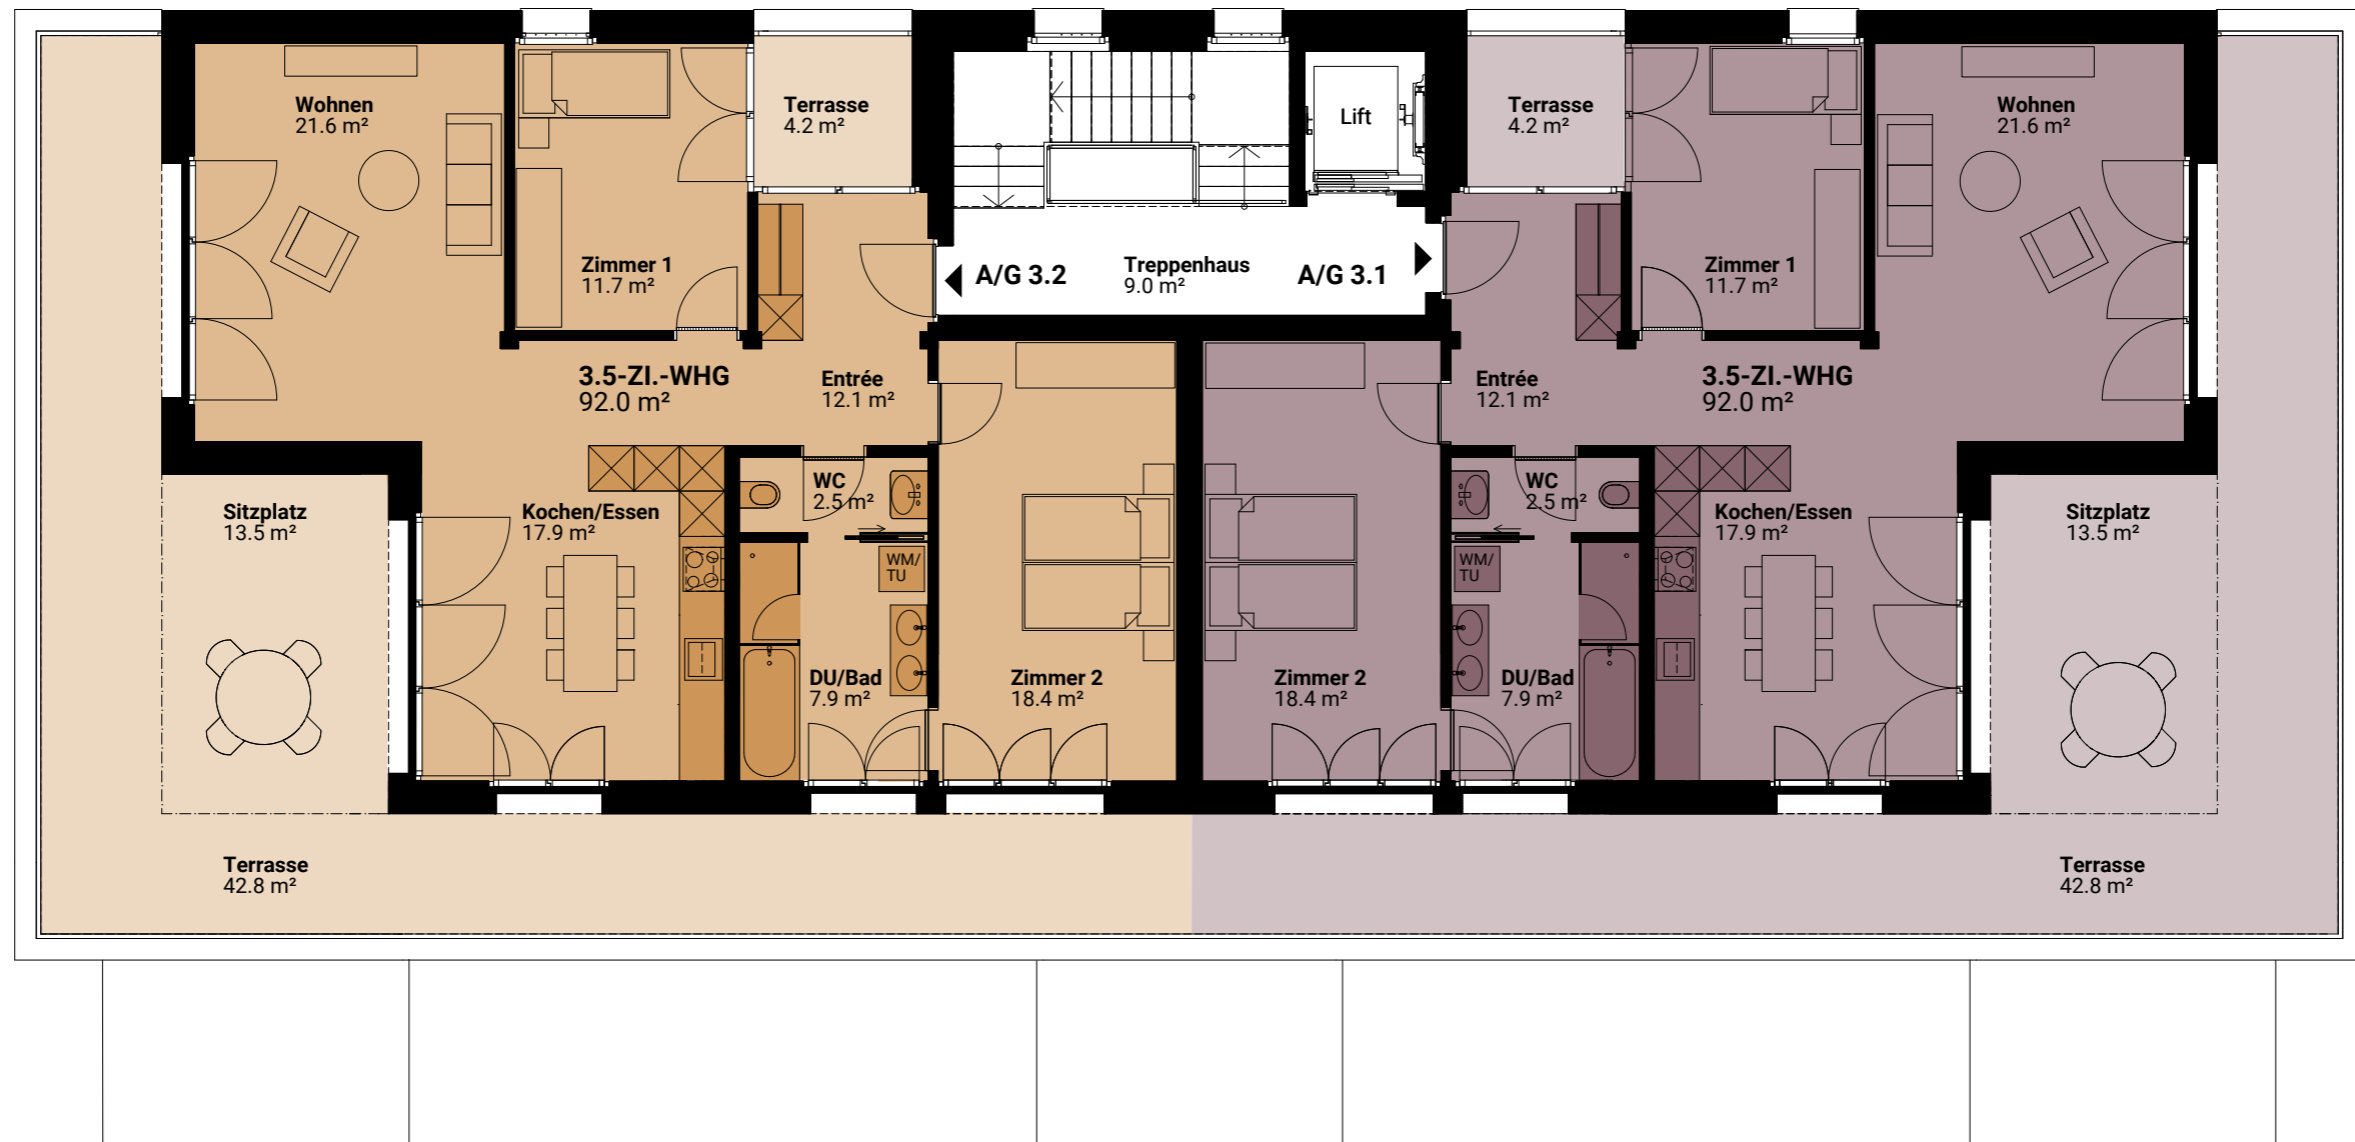 Wohnen
21.6 m²
Terrasse
4.2 m²
Lift
Terrasse
4.2 m²
Wohnen
21.6 m²
Zimmer 1
11.7 m²
A/G 3.2
Treppenhaus
9.0 m²
A/G 3.1
Zimmer 1
11.7 m²
3.5-ZI.-WHG
92.0 m²
Entrée
12.1 m²
Entrée
12.1 m²
3.5-ZI.-WHG
92.0 m²
Sitzplatz
13.5 m²
Kochen/Essen
17.9 m²
WC
2.5 m²
WC
2.5 m²
Kochen/Essen
17.9 m²
Sitzplatz
13.5 m²
WM/
TU
WM/
TU
DU/Bad
7.9 m²
Zimmer 2
18.4 m²
Zimmer 2
18.4 m²
DU/Bad
7.9 m²
Terrasse
42.8 m²
Terrasse
42.8 m²